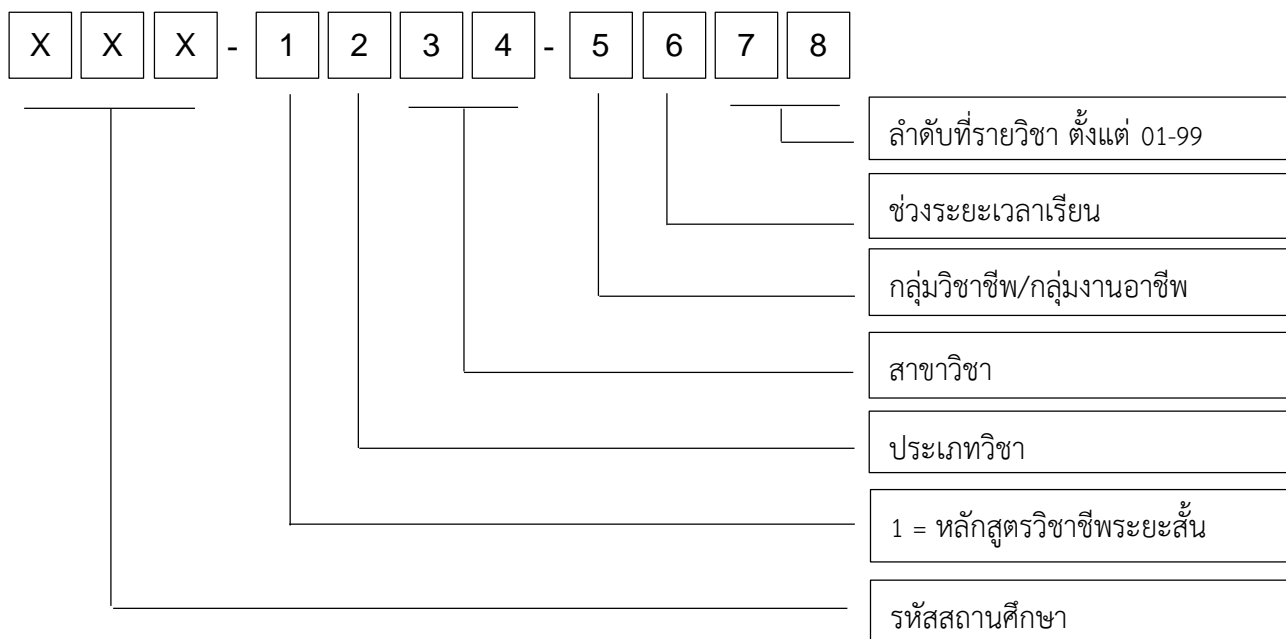 X X X - 1 2 3 4 - 5 6 7 8
ลำดับที่รายวิชา ตั้งแต่ 01-99
ช่วงระยะเวลาเรียน
กลุ่มวิชาชีพ/กลุ่มงานอาชีพ
สาขาวิชา
ประเภทวิชา
1 = หลักสูตรวิชาชีพระยะสั้น
รหัสสถานศึกษา